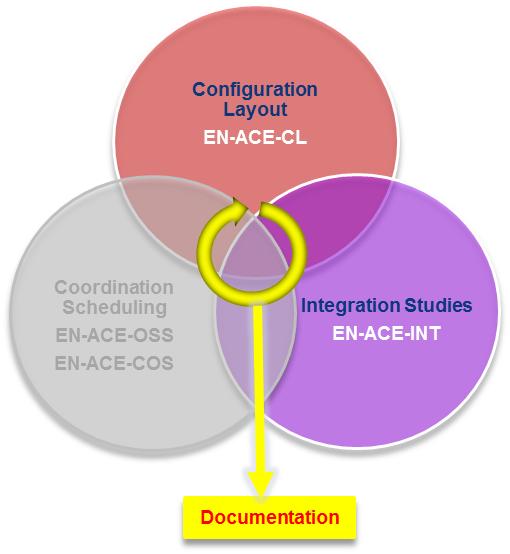 Configuration
Layout
EN-ACE-CL
Coordination
Scheduling
EN-ACE-OSS
EN-ACE-COS
Integration Studies
EN-ACE-INT
Documentation